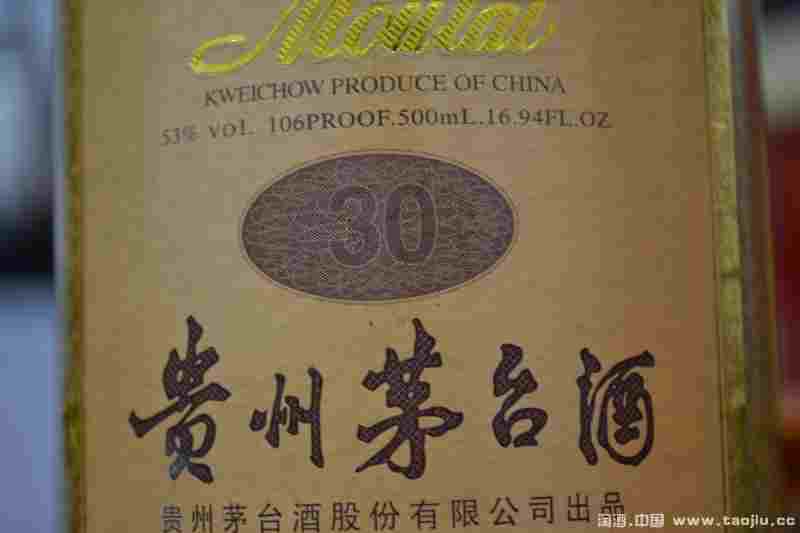 Moutai
KWEICHOW PRODUCE OF CHINA
53% VOL. 106PROOF.500mL.16.94FL.OZ
30
贵州茅台酒
贵州茅台酒股份有限公司出品
淘酒.中国 www.taojiu.cc